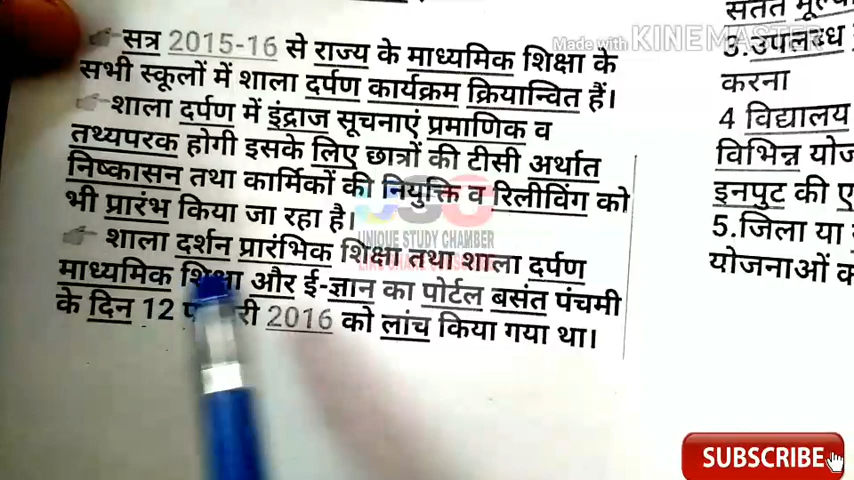 सत्र 2015-16 से राज्य के माध्यमिक शिक्षा के
सभी स्कूलों में शाला दर्पण कार्यक्रम क्रियान्वित हैं।
शाला दर्पण में इंद्राज सूचनाएं प्रमाणिक व
तथ्यपरक होगी इसके लिए छात्रों की टीसी अर्थात
निष्कासन तथा कार्मिकों की नियुक्ति व रिलीविंग को
भी प्रारंभ किया जा रहा है।
शाला दर्शन प्रारंभिक शिक्षा तथा शाला दर्पण
माध्यमिक शिक्षा और ई-ज्ञान का पोर्टल बसंत पंचमी
के दिन 12 2016 को लांच किया गया था।
सतत
3.उपलब्ध
करना
4 विद्यालय
विभिन्न
इनपुट की
5.जिला या
योजनाओं
Made with KINEMASTER
USC
UNIQUE STUDY CHAMBER
SUBSCRIBE